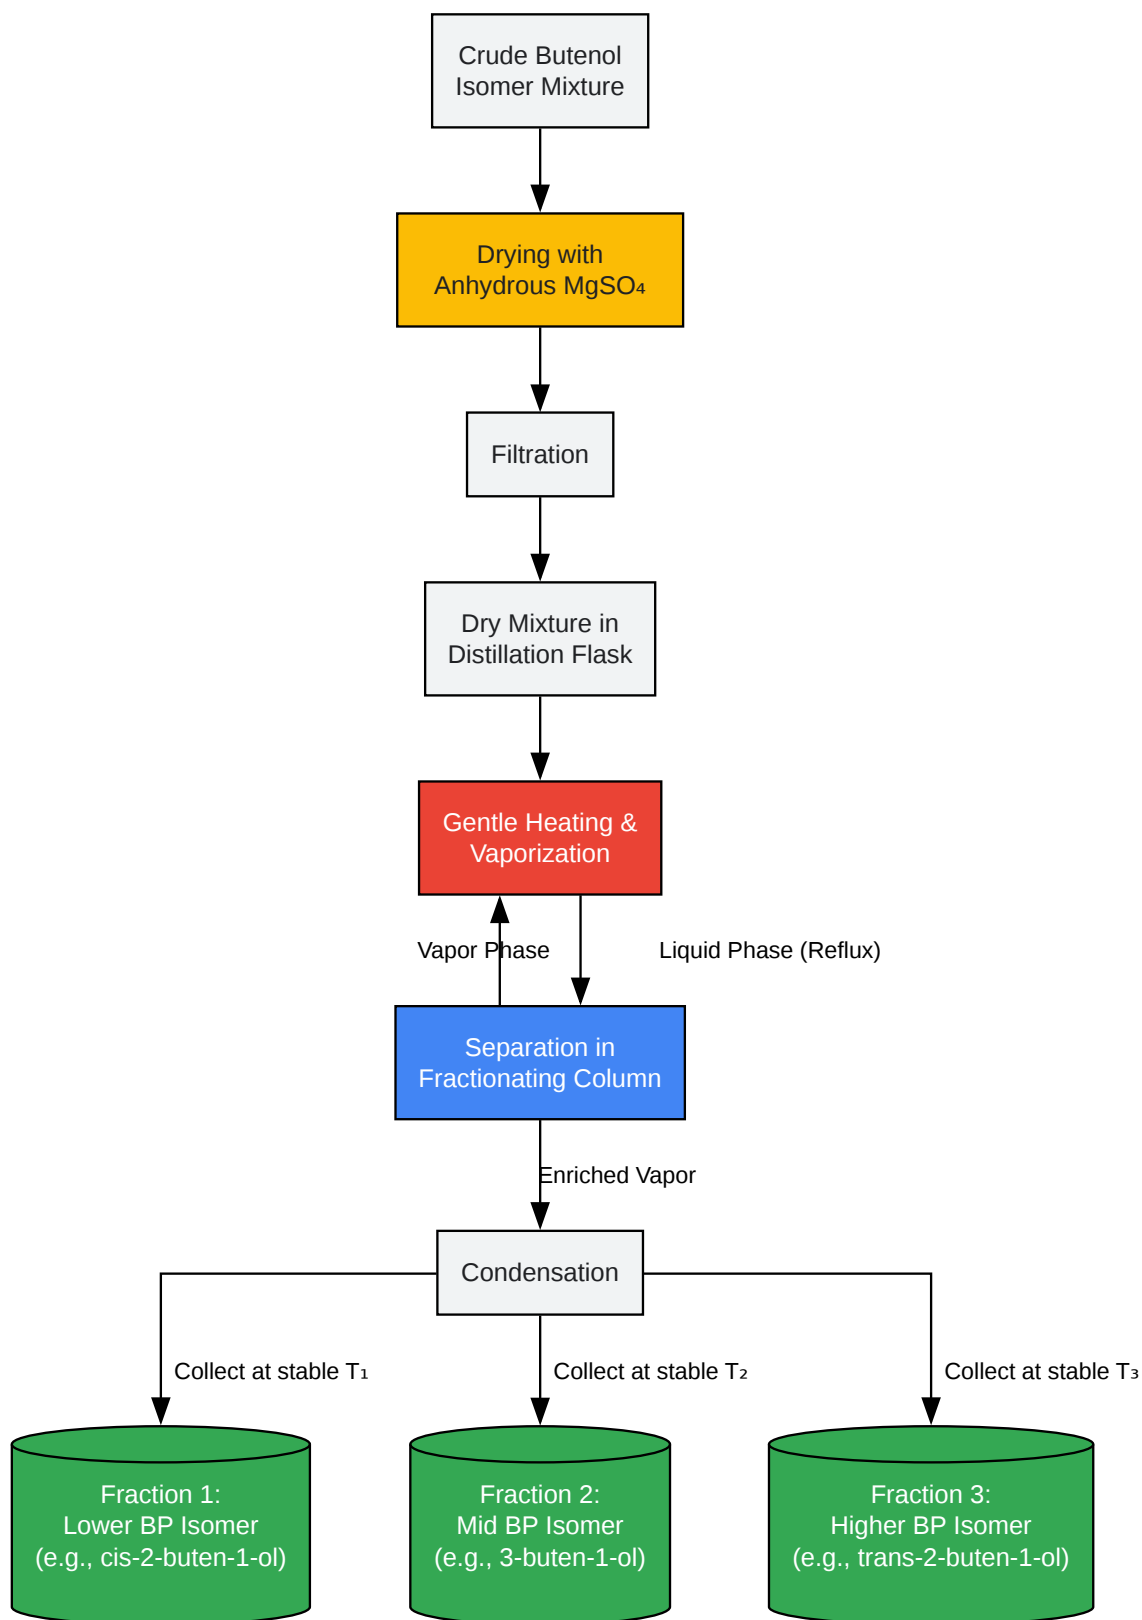 Crude Butenol
Isomer Mixture
Drying with
Anhydrous MgSO₄
Filtration
Dry Mixture in
Distillation Flask
Gentle Heating &
Vaporization
Vapor Phase
Liquid Phase (Reflux)
Separation in
Fractionating Column
Enriched Vapor
Condensation
Collect at stable T₁
Collect at stable T₂
Collect at stable T₃
Fraction 1:
Lower BP Isomer
(e.g., cis-2-buten-1-ol)
Fraction 2:
Mid BP Isomer
(e.g., 3-buten-1-ol)
Fraction 3:
Higher BP Isomer
(e.g., trans-2-buten-1-ol)